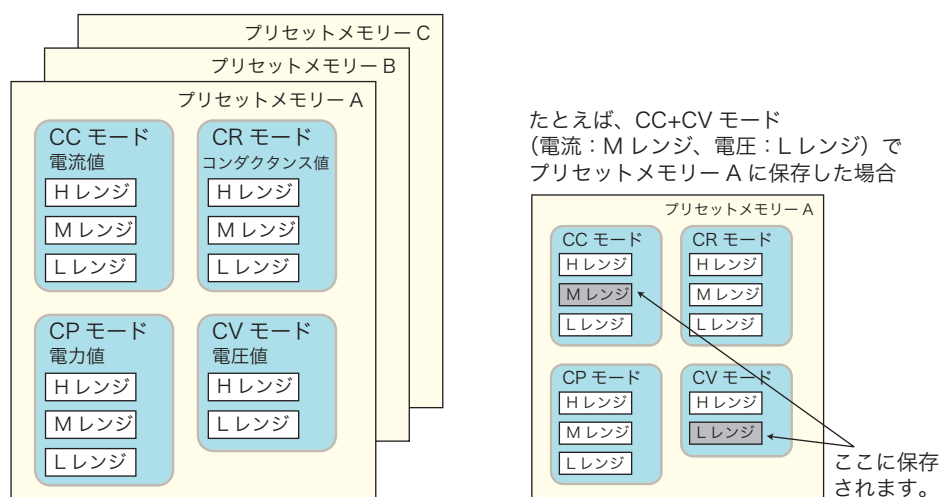 プリセットメモリー C
プリセットメモリー B
プリセットメモリー A
CC モード
電流値
H レンジ
M レンジ
L レンジ
CR モード
コンダクタンス値
H レンジ
M レンジ
L レンジ
CP モード
電力値
H レンジ
M レンジ
L レンジ
CV モード
電圧値
H レンジ
L レンジ
たとえば、CC+CV モード
(電流：M レンジ、電圧：L レンジ) で
プリセットメモリー A に保存した場合
プリセットメモリー A
CC モード
H レンジ
M レンジ
L レンジ
CR モード
H レンジ
M レンジ
L レンジ
CP モード
H レンジ
M レンジ
L レンジ
CV モード
H レンジ
L レンジ
ここに保存
されます。